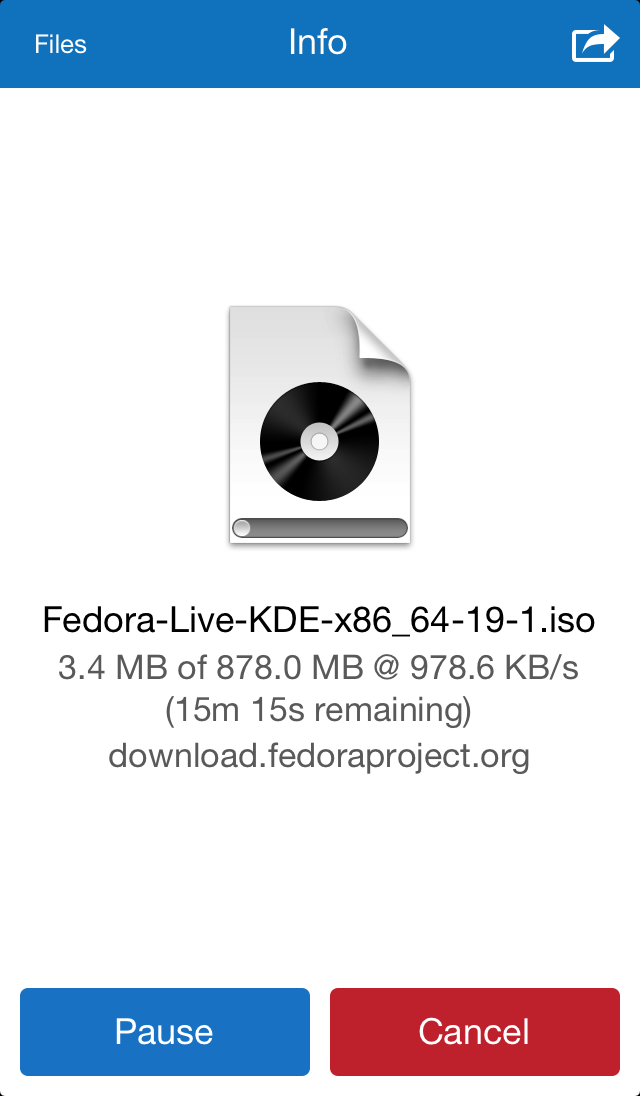 Files
Info
Fedora-Live-KDE-x86_64-19-1.iso
3.4 MB of 878.0 MB @ 978.6 KB/s
(15m 15s remaining)
download.fedoraproject.org
Pause
Cancel